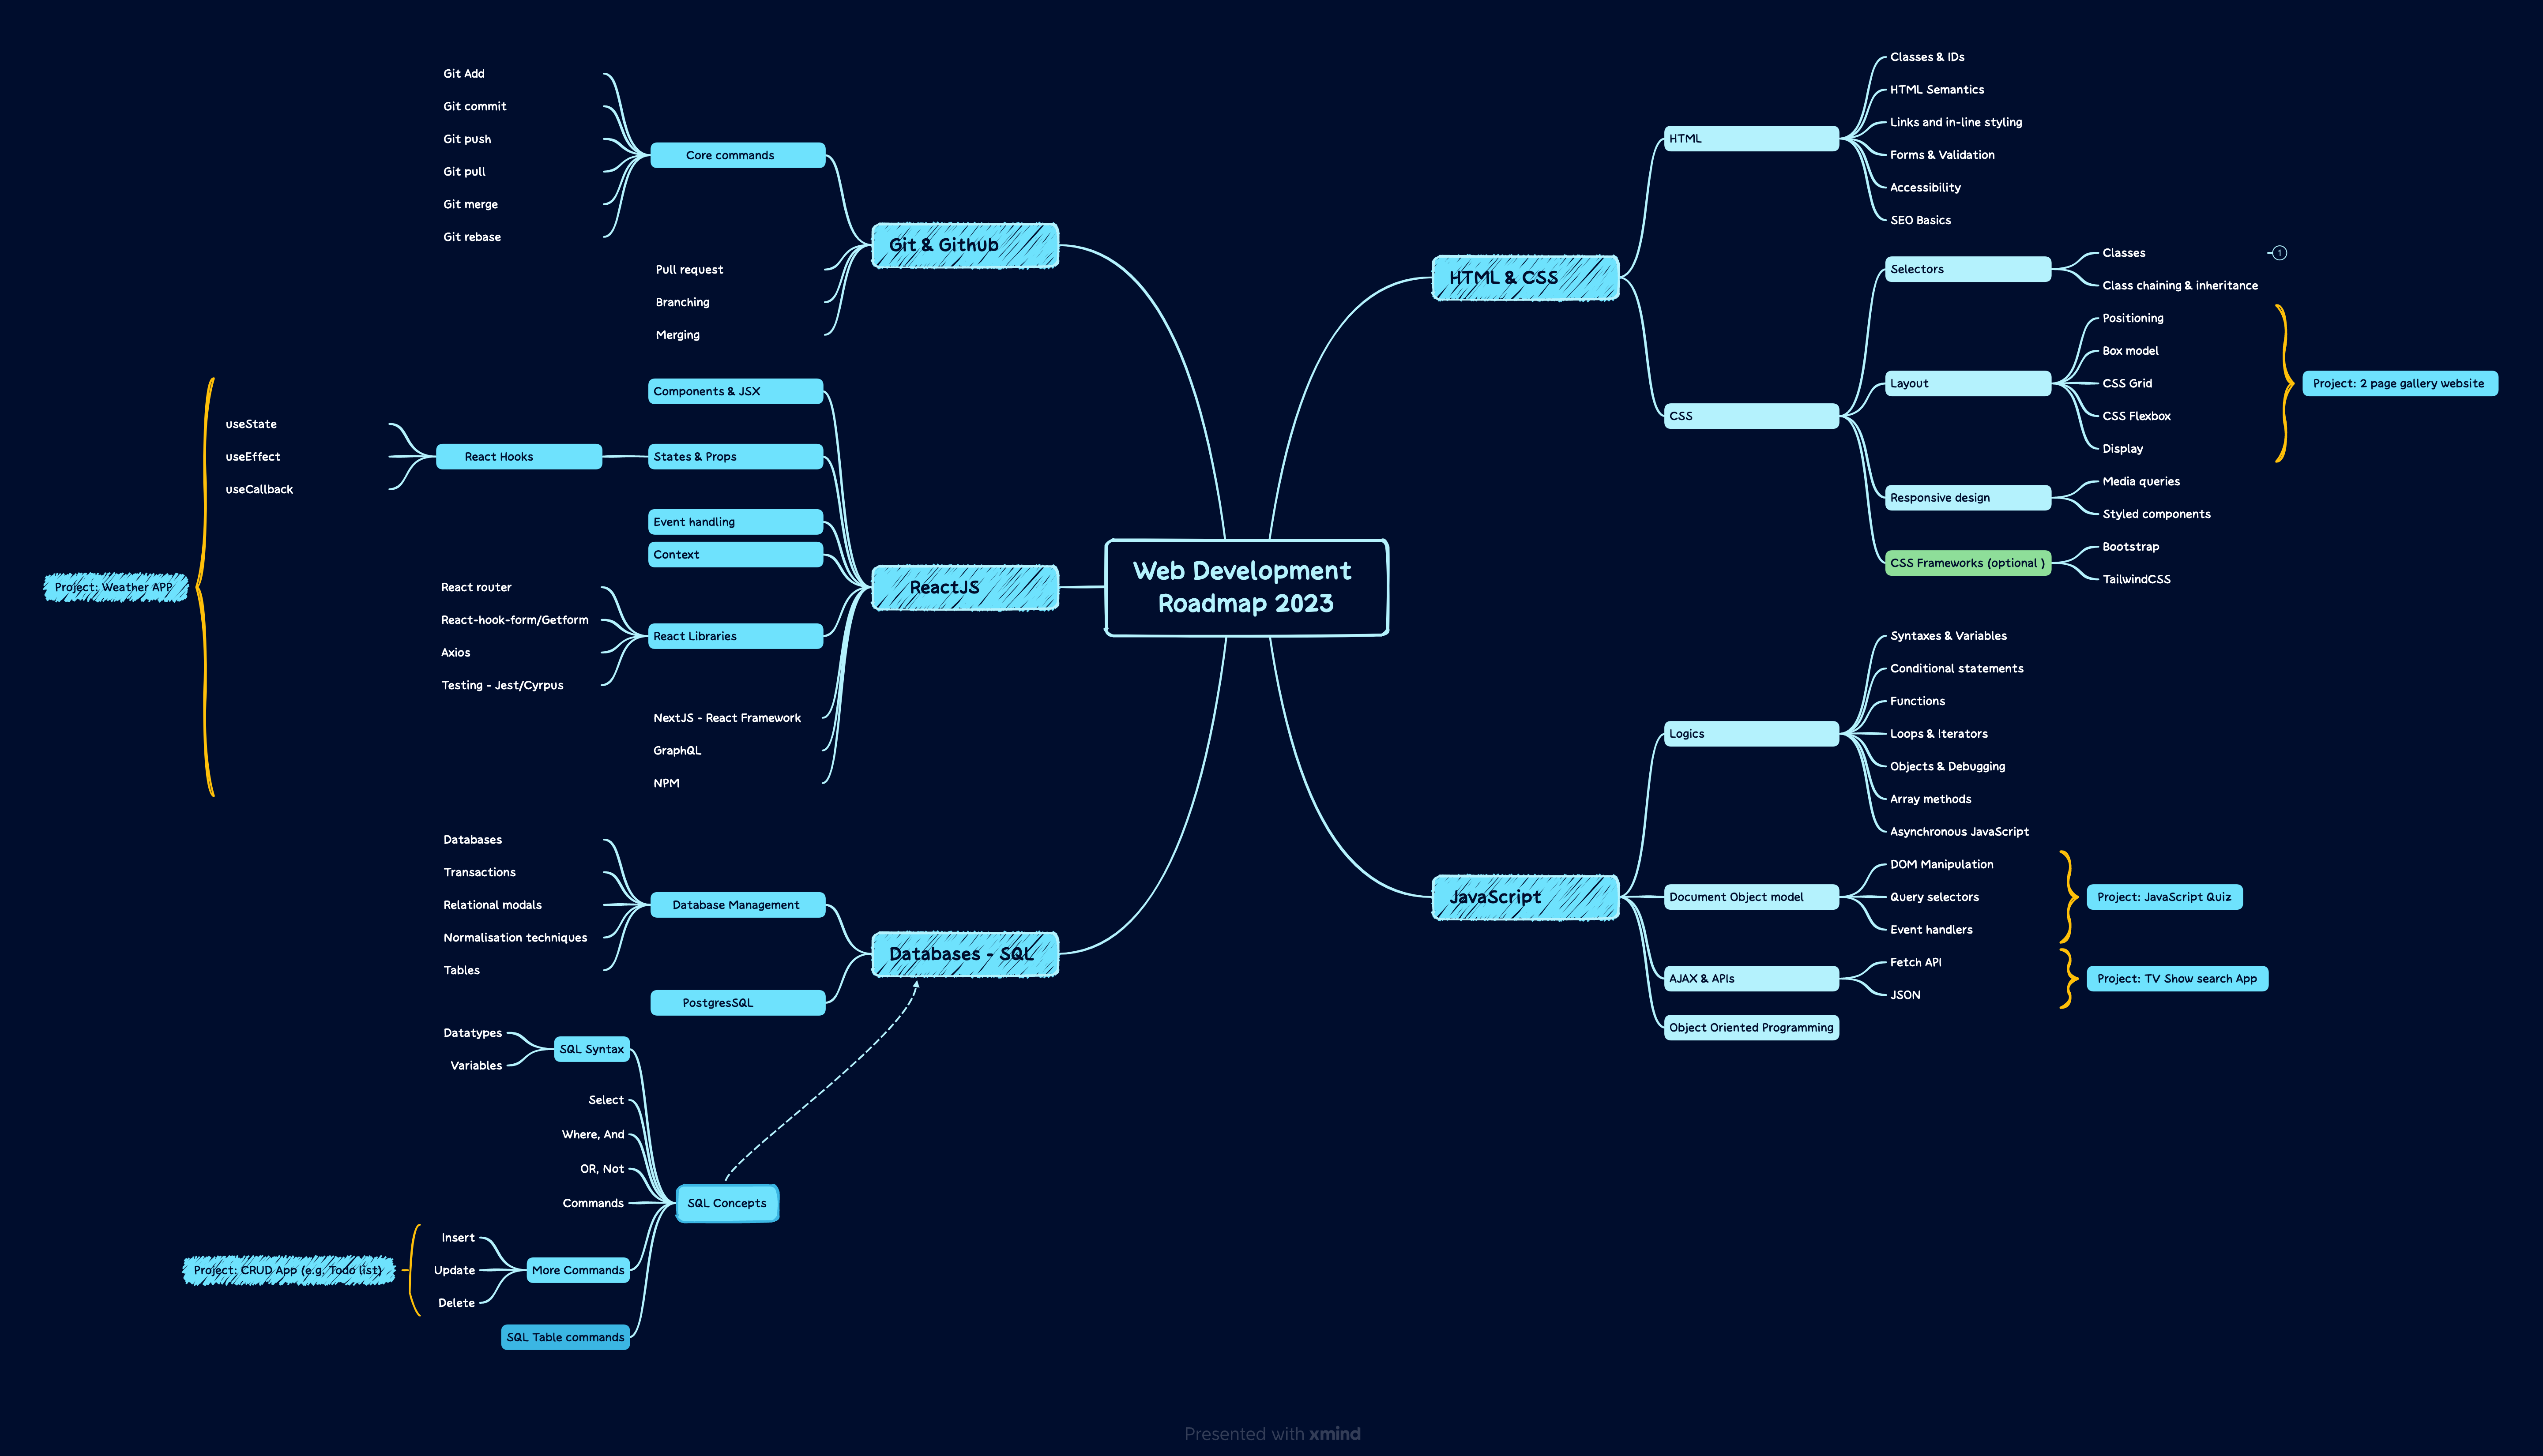 Web Development
Roadmap 2023
Git & Github
Core commands
Git Add
Git commit
Git push
Git pull
Git merge
Git rebase
Pull request
Branching
Merging
ReactJS
Components & JSX
States & Props
React Hooks
useState
useEffect
useCallback
Event handling
Context
React Libraries
React router
React-hook-form/Getform
Axios
Testing - Jest/Cyrpus
NextJS - React Framework
GraphQL
NPM
Project: Weather APP
Databases - SQL
Database Management
Databases
Transactions
Relational modals
Normalisation techniques
Tables
PostgresSQL
SQL Concepts
SQL Syntax
Datatypes
Variables
Select
Where, And
OR, Not
Commands
More Commands
Insert
Update
Delete
Project: CRUD App (e.g, Todo list)
SQL Table commands
HTML & CSS
HTML
Classes & IDs
HTML Semantics
Links and in-line styling
Forms & Validation
Accessibility
SEO Basics
CSS
Selectors
Classes
1
Class chaining & inheritance
Layout
Positioning
Box model
CSS Grid
CSS Flexbox
Display
Project: 2 page gallery website
Responsive design
Media queries
Styled components
CSS Frameworks (optional )
Bootstrap
TailwindCSS
JavaScript
Logics
Syntaxes & Variables
Conditional statements
Functions
Loops & Iterators
Objects & Debugging
Array methods
Asynchronous JavaScript
Document Object model
DOM Manipulation
Query selectors
Event handlers
Project: JavaScript Quiz
AJAX & APIs
Fetch API
JSON
Project: TV Show search App
Object Oriented Programming
Presented with xmind